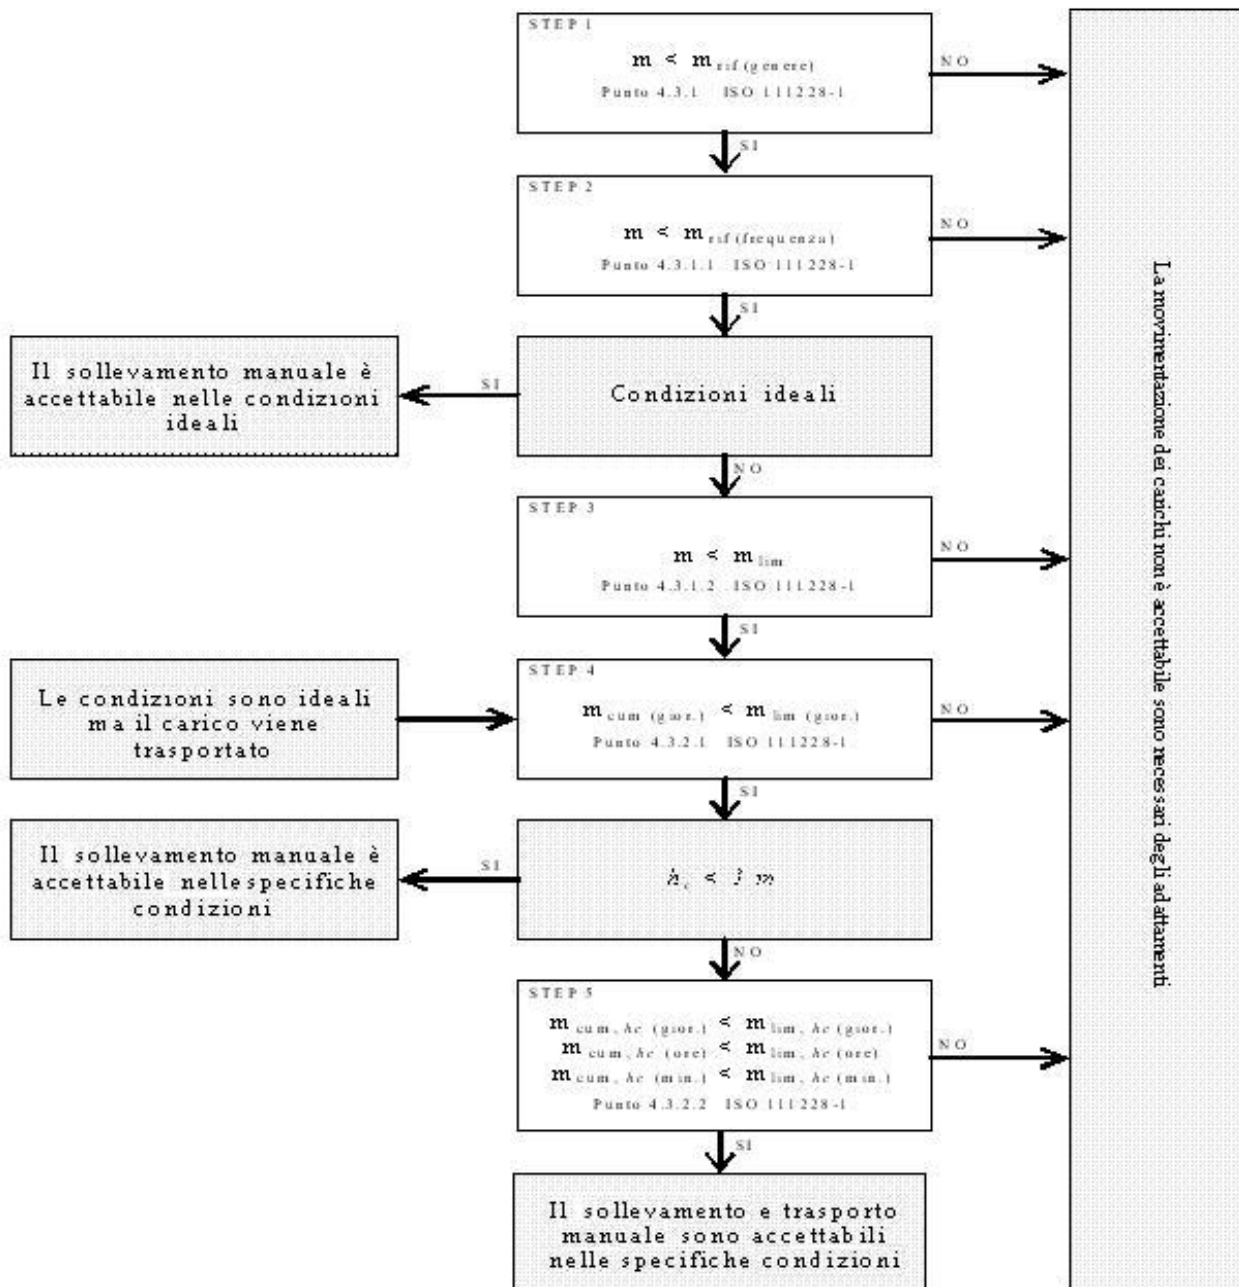 STEP 1
m < m rif (genere)
Punto 4.3.1 ISO 111228-1
NO
SI
STEP 2
m < m rif (frequenza)
Punto 4.3.1.1 ISO 111228-1
NO
SI
Il sollevamento manuale è
accettabile nelle condizioni
ideali
SI
Condizioni ideali
NO
STEP 3
m < m lim
Punto 4.3.1.2 ISO 111228-1
NO
SI
Le condizioni sono ideali
ma il carico viene
trasportato
STEP 4
m cum (gior.) < m lim (gior.)
Punto 4.3.2.1 ISO 111228-1
NO
SI
Il sollevamento manuale è
accettabile nelle specifiche
condizioni
SI
h c <
m
NO
STEP 5
m cum, hc (gior.) < m lim, hc (gior.)
m cum, hc (ore) < m lim, hc (ore)
m cum, hc (min.) < m lim, hc (min.)
Punto 4.3.2.2 ISO 111228-1
NO
SI
Il sollevamento e trasporto
manuale sono accettabili
nelle specifiche condizioni
La movimentazione dei carichi non è accettabile sono necessari degli adattamenti